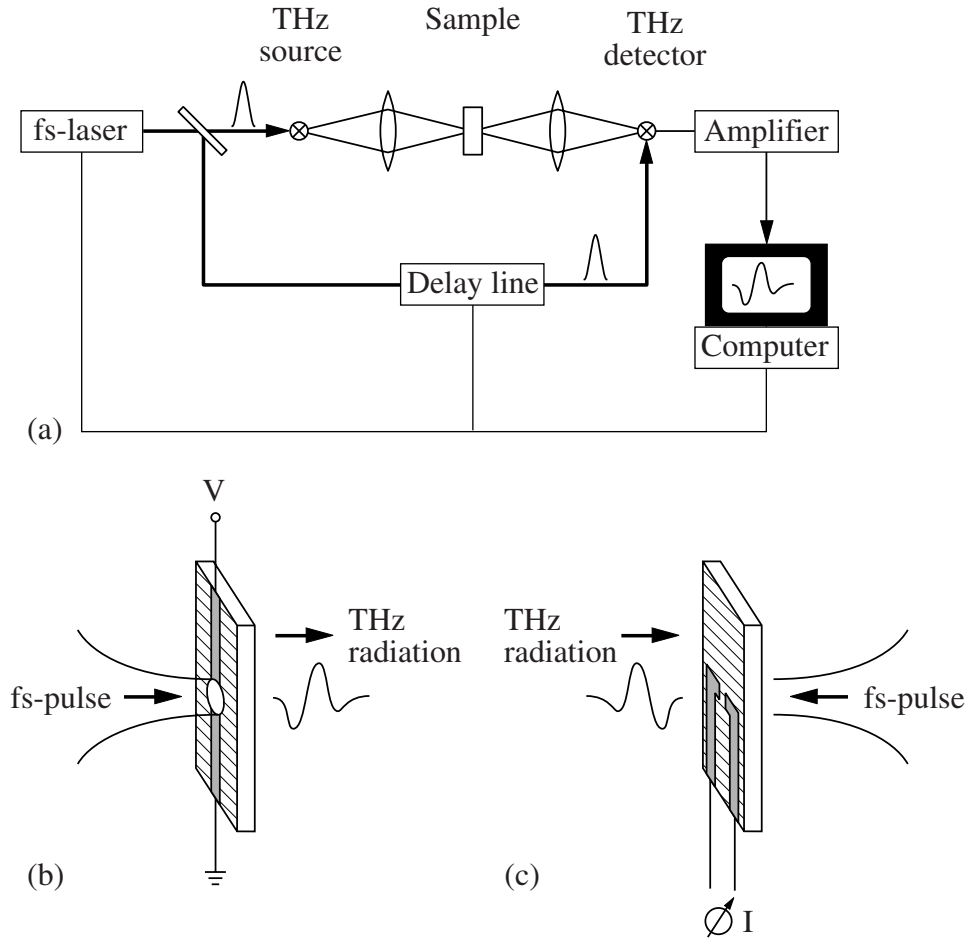 THz
source
Sample
THz
detector
fs-laser
Amplifier
Delay line
Computer
(a)
V
THz
radiation
fs-pulse
(b)
THz
radiation
fs-pulse
(c)
I